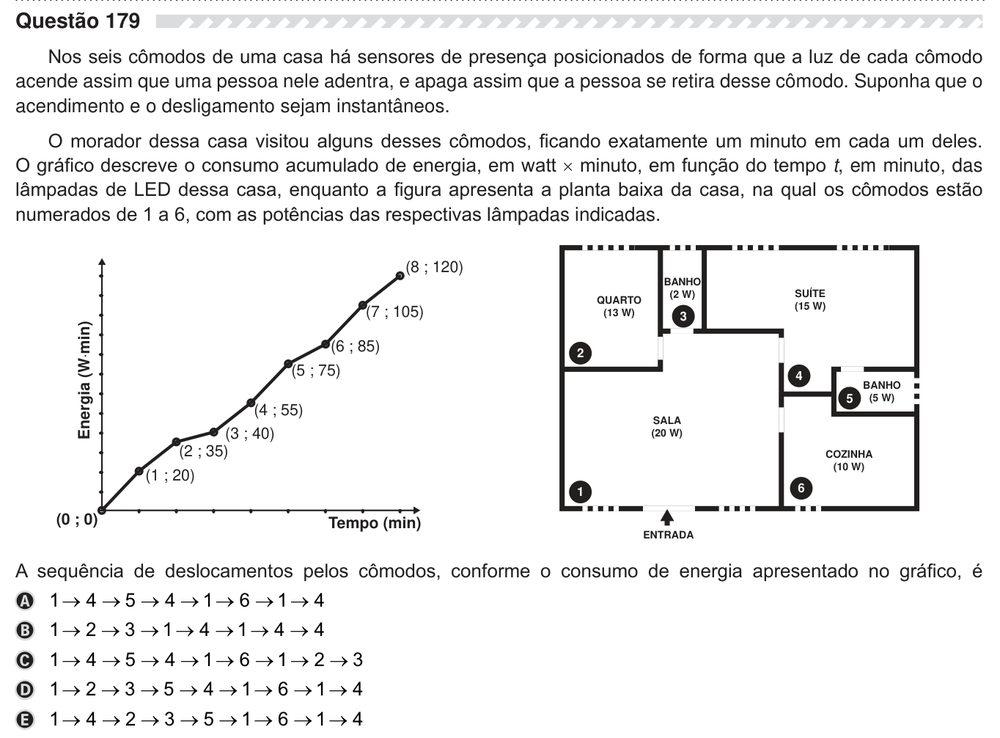 Questão 179
Nos seis cômodos de uma casa há sensores de presença posicionados de forma que a luz de cada cômodo
acende assim que uma pessoa nele adentra, e apaga assim que a pessoa se retira desse cômodo. Suponha que o
acendimento e o desligamento sejam instantâneos.
O morador dessa casa visitou alguns desses cômodos, ficando exatamente um minuto em cada um deles.
O gráfico descreve o consumo acumulado de energia, em watt × minuto, em função do tempo t, em minuto, das
lâmpadas de LED dessa casa, enquanto a figura apresenta a planta baixa da casa, na qual os cômodos estão
numerados de 1 a 6, com as potências das respectivas lâmpadas indicadas.
Energia (W·min)
(8 ; 120)
(7 ; 105)
(6 ; 85)
(5 ; 75)
(4 ; 55)
(3 ; 40)
(2 ; 35)
(1 ; 20)
(0 ; 0)
Tempo (min)
QUARTO
(13 W)
2
BANHO
(2 W)
3
SUÍTE
(15 W)
4
BANHO
(5 W)
5
SALA
(20 W)
1
COZINHA
(10 W)
6
ENTRADA
A sequência de deslocamentos pelos cômodos, conforme o consumo de energia apresentado no gráfico, é
A 1 → 4 → 5 → 4 → 1 → 6 → 1 → 4
B 1 → 2 → 3 → 1 → 4 → 1 → 4 → 4
C 1 → 4 → 5 → 4 → 1 → 6 → 1 → 2 → 3
D 1 → 2 → 3 → 5 → 4 → 1 → 6 → 1 → 4
E 1 → 4 → 2 → 3 → 5 → 1 → 6 → 1 → 4